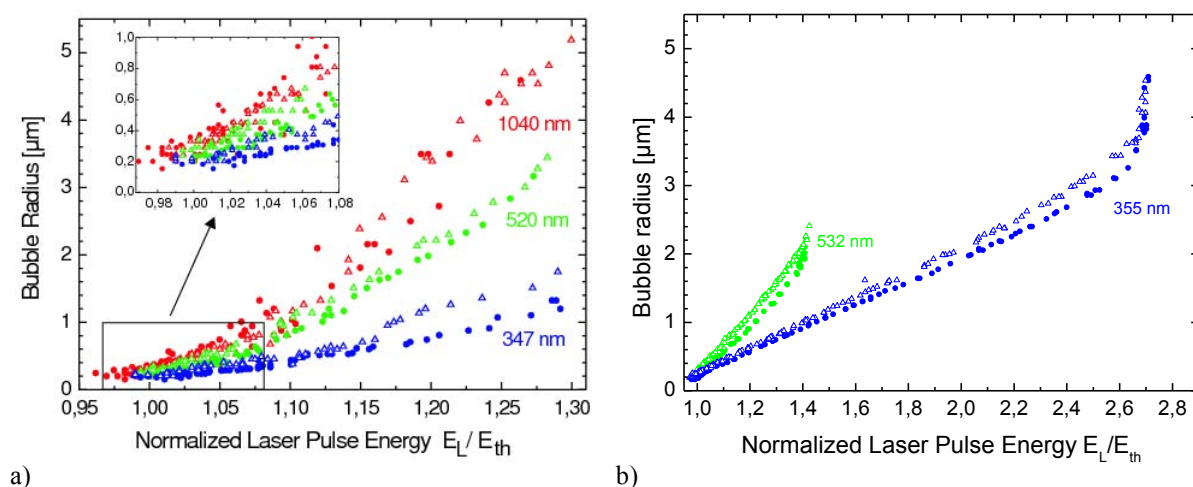 5
4
3
2
1
0
Bubble Radius [µm]
1,0
0,8
0,6
0,4
0,2
0,0
0,98 1,00 1,02 1,04 1,06 1,08
1040 nm
520 nm
347 nm
0,95 1,00 1,05 1,10 1,15 1,20 1,25 1,30
Normalized Laser Pulse Energy E_L/E_th
a)
5
4
3
2
1
0
Bubble radius [µm]
532 nm
355 nm
1,0 1,2 1,4 1,6 1,8 2,0 2,2 2,4 2,6 2,8
Normalized Laser Pulse Energy E_L/E_th
b)